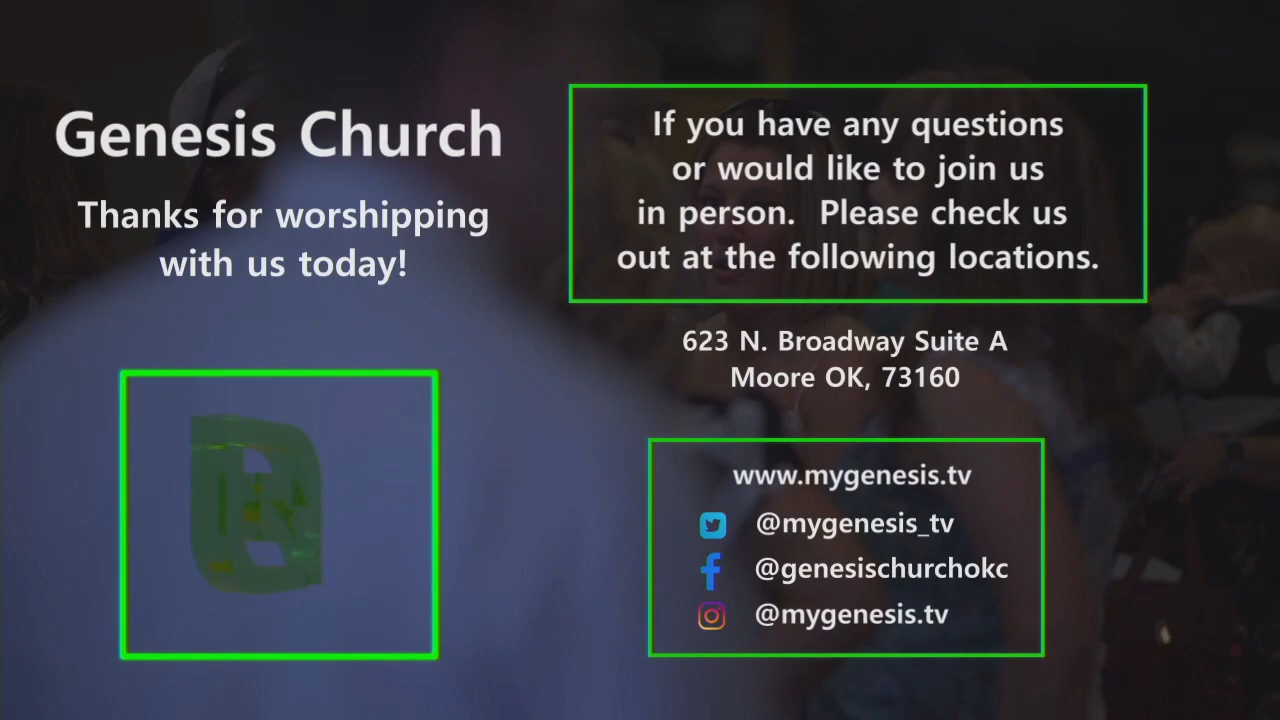 Genesis Church
Thanks for worshipping
with us today!
If you have any questions
or would like to join us
in person.  Please check us
out at the following locations.
623 N. Broadway Suite A
Moore OK, 73160
www.mygenesis.tv
@mygenesis_tv
@genesischurchokc
@mygenesis.tv